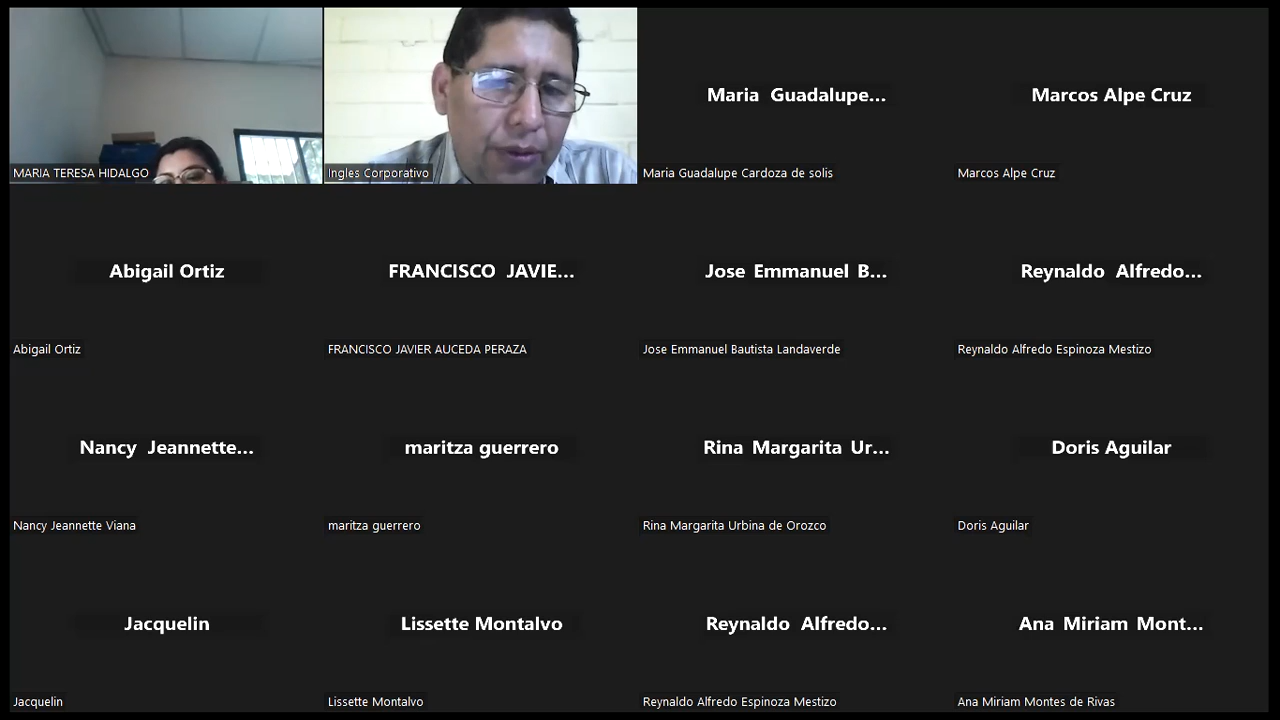 MARIA TERESA HIDALGO
Ingles Corporativo
Maria Guadalupe...
Maria Guadalupe Cardoza de solis
Marcos Alpe Cruz
Marcos Alpe Cruz
Abigail Ortiz
Abigail Ortiz
FRANCISCO JAVIE...
FRANCISCO JAVIER AUCEDA PERAZA
Jose Emmanuel B...
Jose Emmanuel Bautista Landaverde
Reynaldo Alfredo...
Reynaldo Alfredo Espinoza Mestizo
Nancy Jeannette...
Nancy Jeannette Viana
maritza guerrero
maritza guerrero
Rina Margarita Ur...
Rina Margarita Urbina de Orozco
Doris Aguilar
Doris Aguilar
Jacquelin
Jacquelin
Lissette Montalvo
Lissette Montalvo
Reynaldo Alfredo...
Reynaldo Alfredo Espinoza Mestizo
Ana Miriam Mont...
Ana Miriam Montes de Rivas